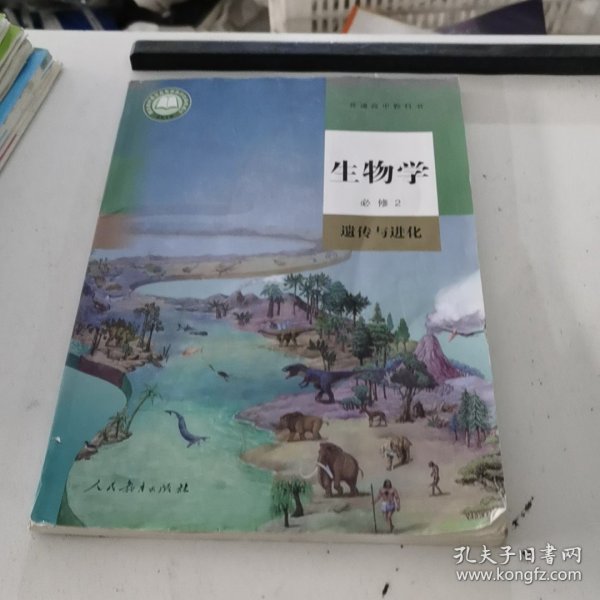 普通高中教科书
生物学
必修2
遗传与进化
人民教育出版社
孔夫子旧书网
www.kongfz.com